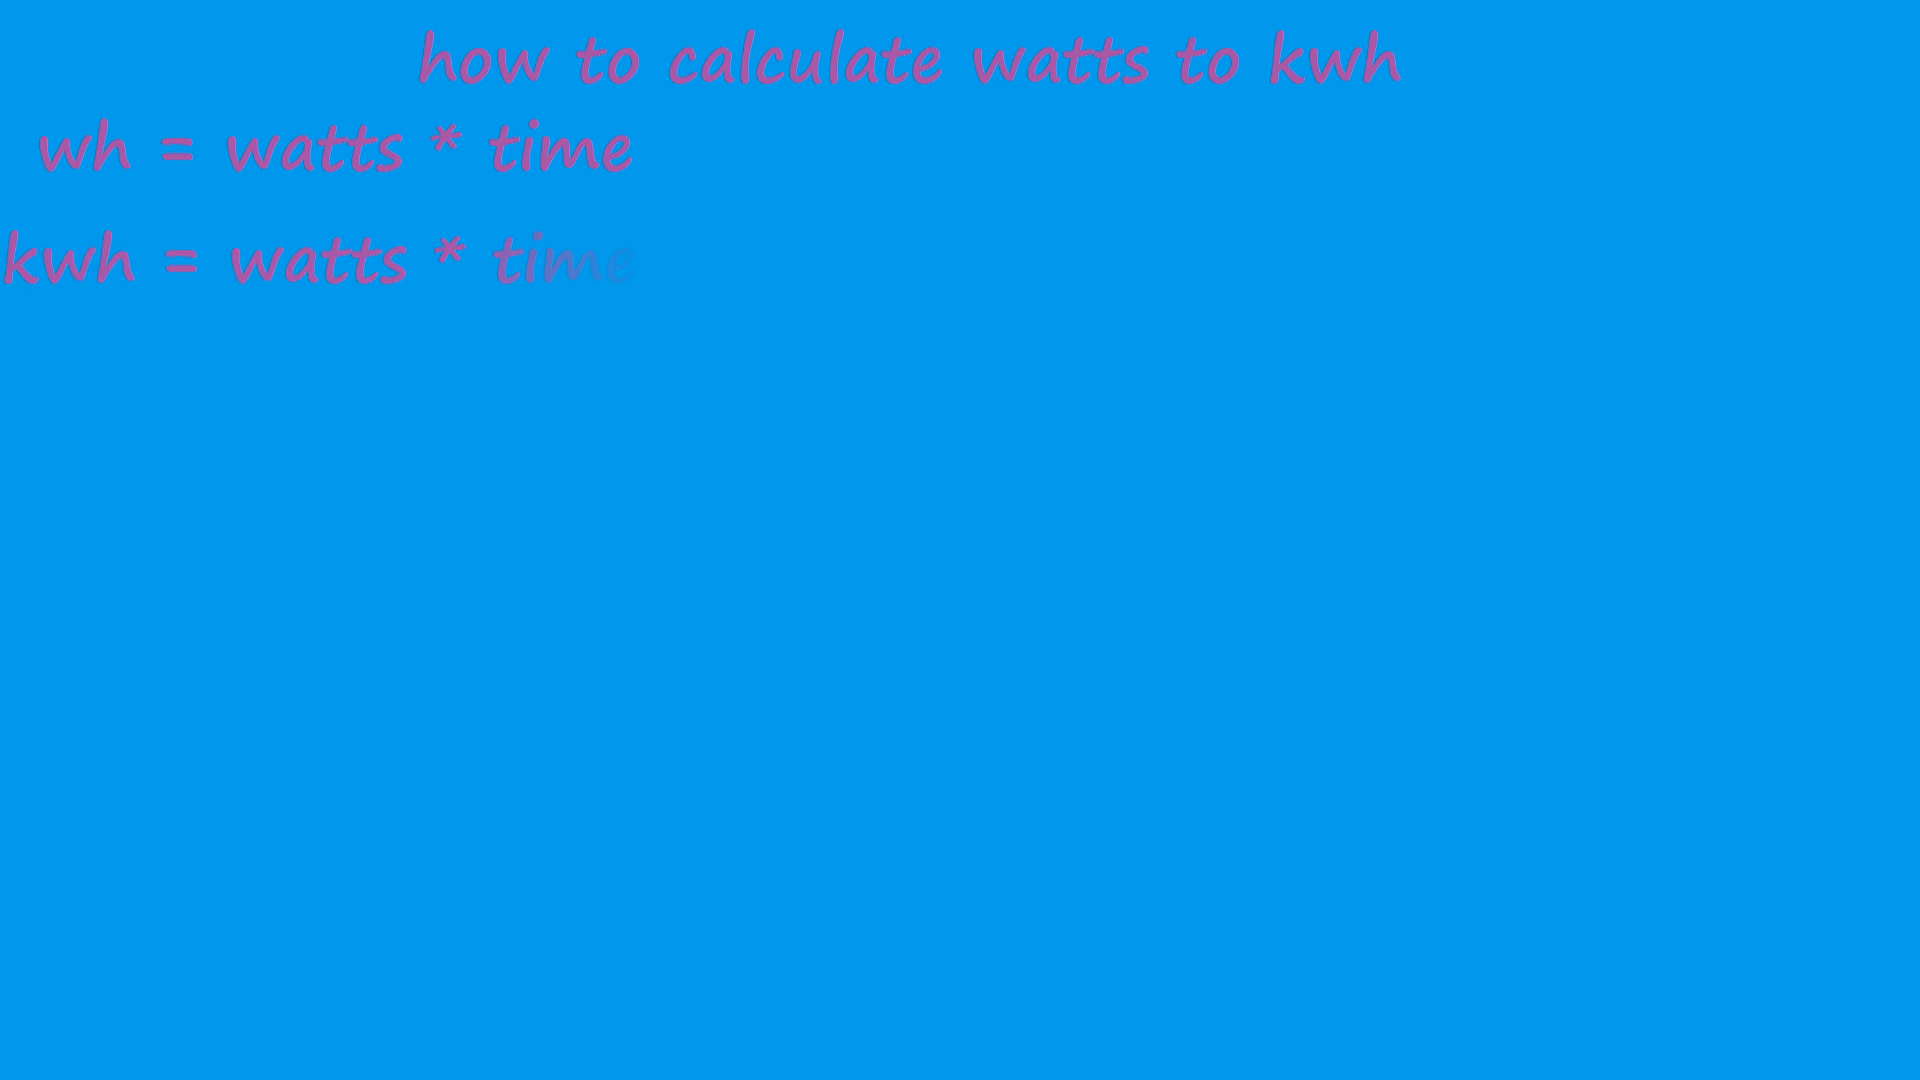 how to calculate watts to kwh
wh = watts * time
kwh = watts * time